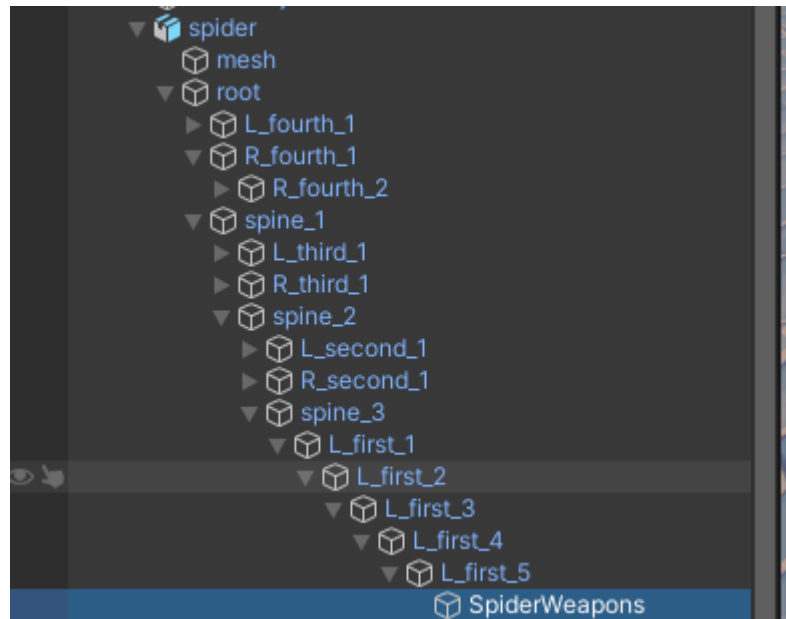 spider
mesh
root
L_fourth_1
R_fourth_1
R_fourth_2
spine_1
L_third_1
R_third_1
spine_2
L_second_1
R_second_1
spine_3
L_first_1
L_first_2
L_first_3
L_first_4
L_first_5
SpiderWeapons